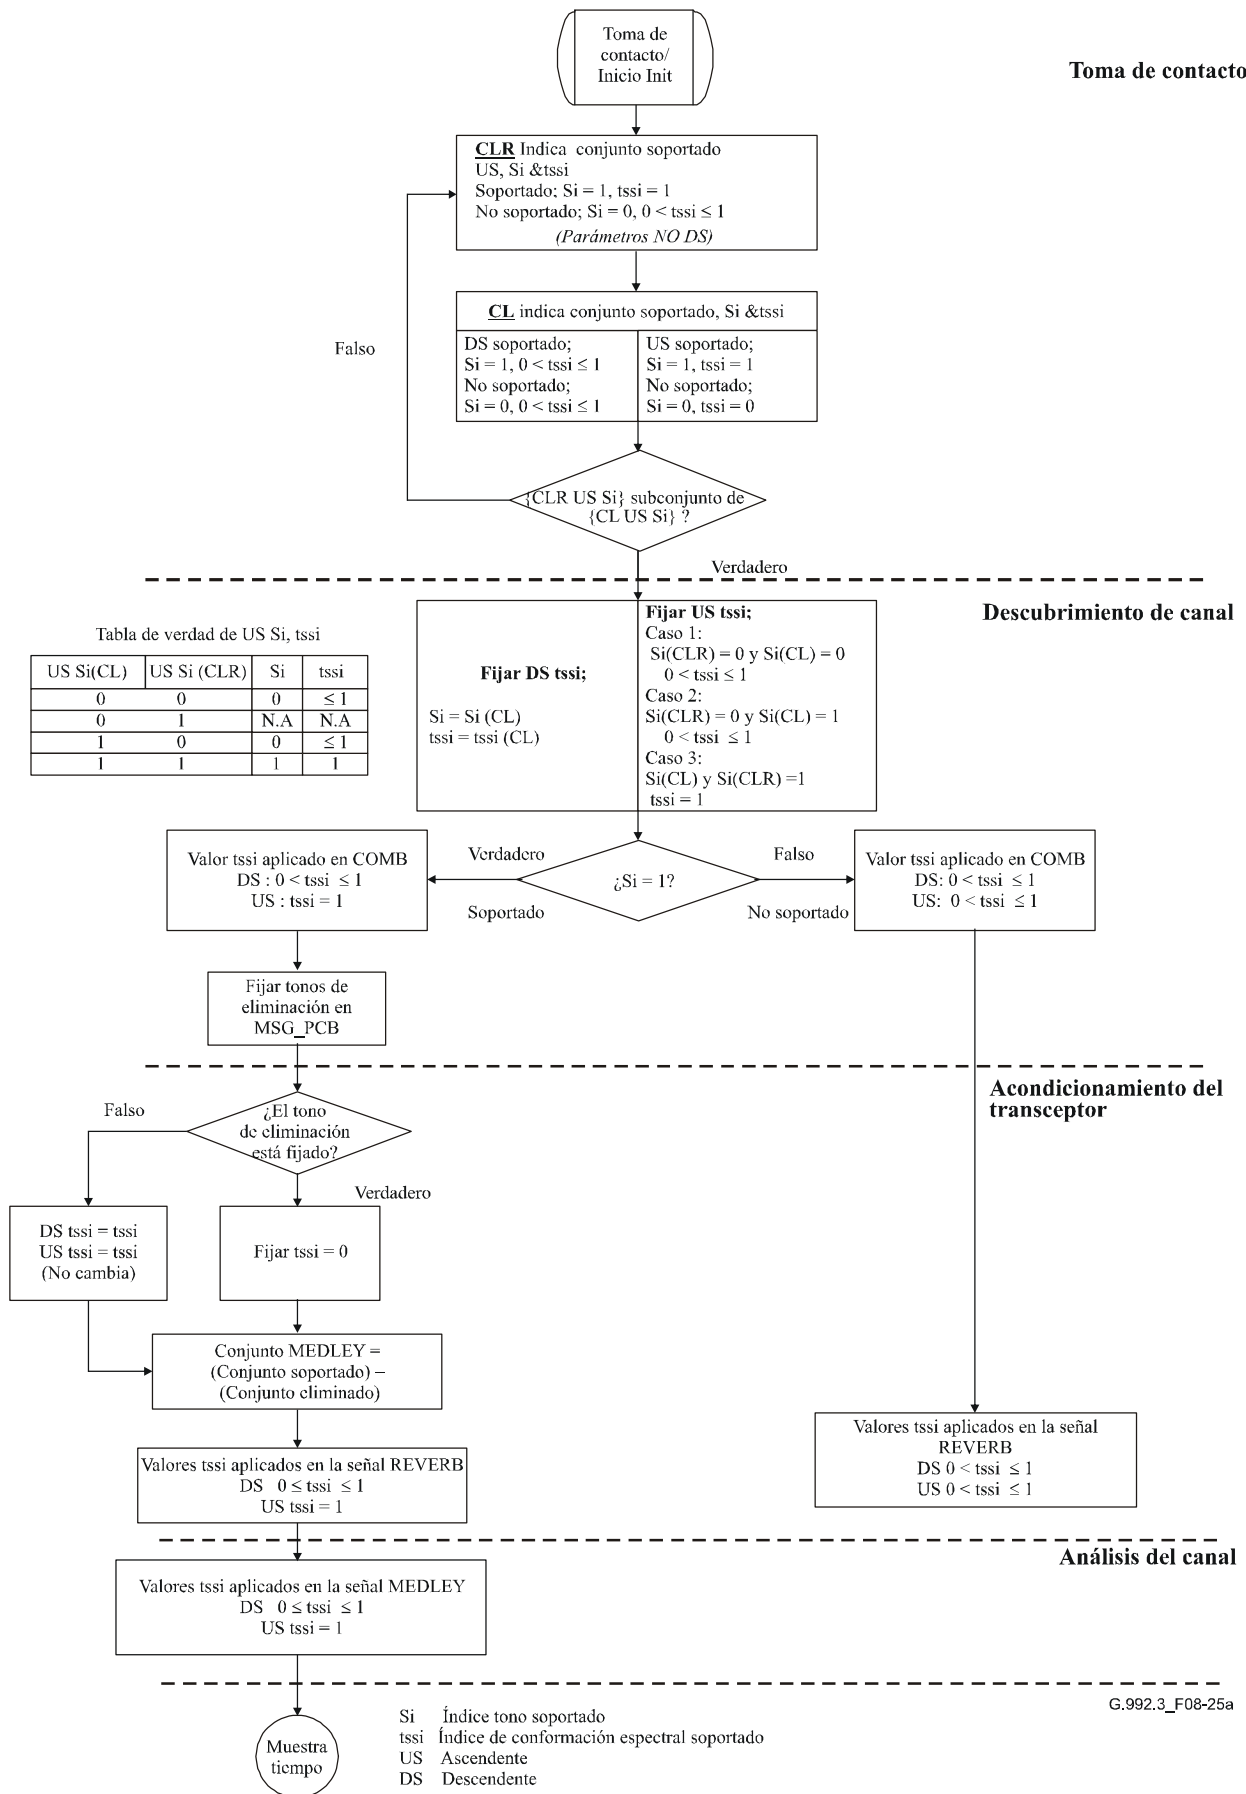 Toma de
contacto/
Inicio Init
Toma de contacto
CLR Indica conjunto soportado
US, Si &tssi
Soportado; Si = 1, tssi = 1
No soportado; Si = 0, 0 < tssi ≤ 1
(Parámetros NO DS)
CL indica conjunto soportado, Si &tssi
DS soportado;
Si = 1, 0 < tssi ≤ 1
No soportado;
Si = 0, 0 < tssi ≤ 1
US soportado;
Si = 1, tssi = 1
No soportado;
Si = 0, tssi = 0
Falso
{CLR US Si} subconjunto de
{CL US Si} ?
Verdadero
Descubrimiento de canal
Tabla de verdad de US Si, tssi
US Si(CL) US Si (CLR) Si tssi
0 0 0 ≤ 1
0 1 N.A N.A
1 0 0 ≤ 1
1 1 1 1
Fijar DS tssi;
Si = Si (CL)
tssi = tssi (CL)
Fijar US tssi;
Caso 1:
Si(CLR) = 0 y Si(CL) = 0
0 < tssi ≤ 1
Caso 2:
Si(CLR) = 0 y Si(CL) = 1
0 < tssi ≤ 1
Caso 3:
Si(CL) y Si(CLR) =1
tssi = 1
Valor tssi aplicado en COMB
DS : 0 < tssi ≤ 1
US : tssi = 1
Verdadero
Soportado
¿Si = 1?
Falso
No soportado
Valor tssi aplicado en COMB
DS: 0 < tssi ≤ 1
US: 0 < tssi ≤ 1
Fijar tonos de
eliminación en
MSG_PCB
Acondicionamiento del
transceptor
Falso
¿El tono
de eliminación
está fijado?
Verdadero
DS tssi = tssi
US tssi = tssi
(No cambia)
Fijar tssi = 0
Conjunto MEDLEY =
(Conjunto soportado) –
(Conjunto eliminado)
Valores tssi aplicados en la señal REVERB
DS 0 ≤ tssi ≤ 1
US tssi = 1
Valores tssi aplicados en la señal
REVERB
DS 0 < tssi ≤ 1
US 0 < tssi ≤ 1
Análisis del canal
Valores tssi aplicados en la señal MEDLEY
DS 0 ≤ tssi ≤ 1
US tssi = 1
G.992.3_F08-25a
Muestra
tiempo
Si Índice tono soportado
tssi Índice de conformación espectral soportado
US Ascendente
DS Descendente